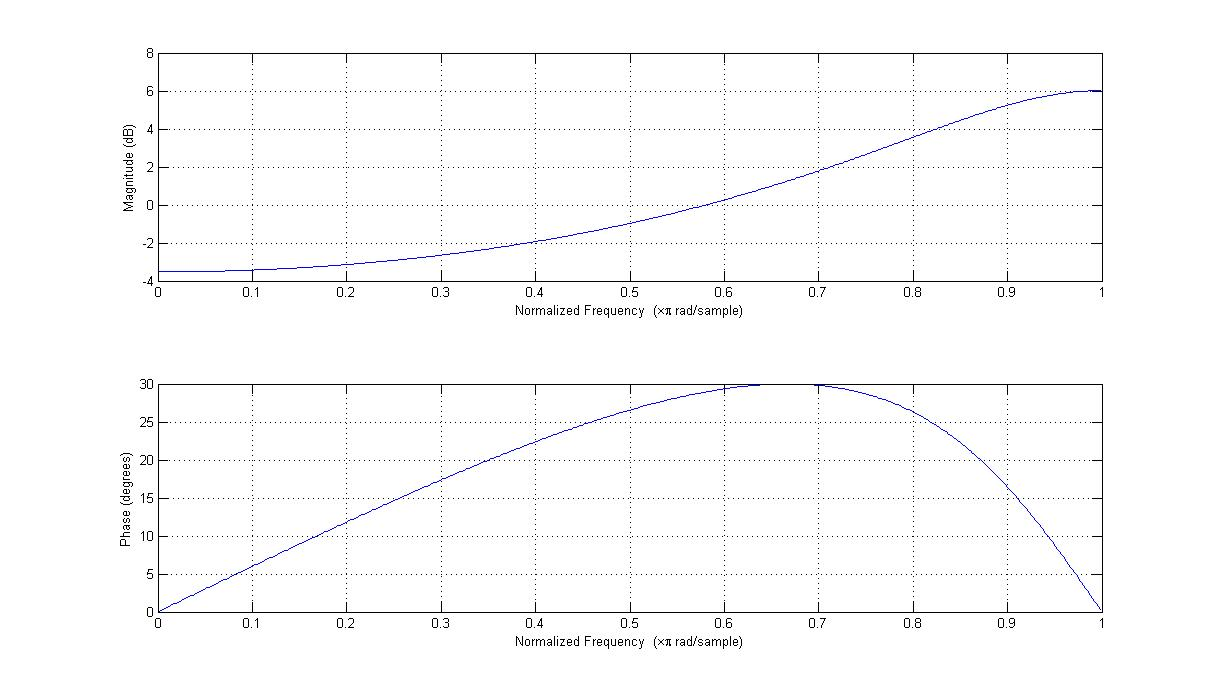 8
6
4
2
0
-2
-4
Magnitude (dB)
0 0.1 0.2 0.3 0.4 0.5 0.6 0.7 0.8 0.9 1
Normalized Frequency (×π rad/sample)
30
25
20
15
10
5
0
Phase (degrees)
0 0.1 0.2 0.3 0.4 0.5 0.6 0.7 0.8 0.9 1
Normalized Frequency (×π rad/sample)